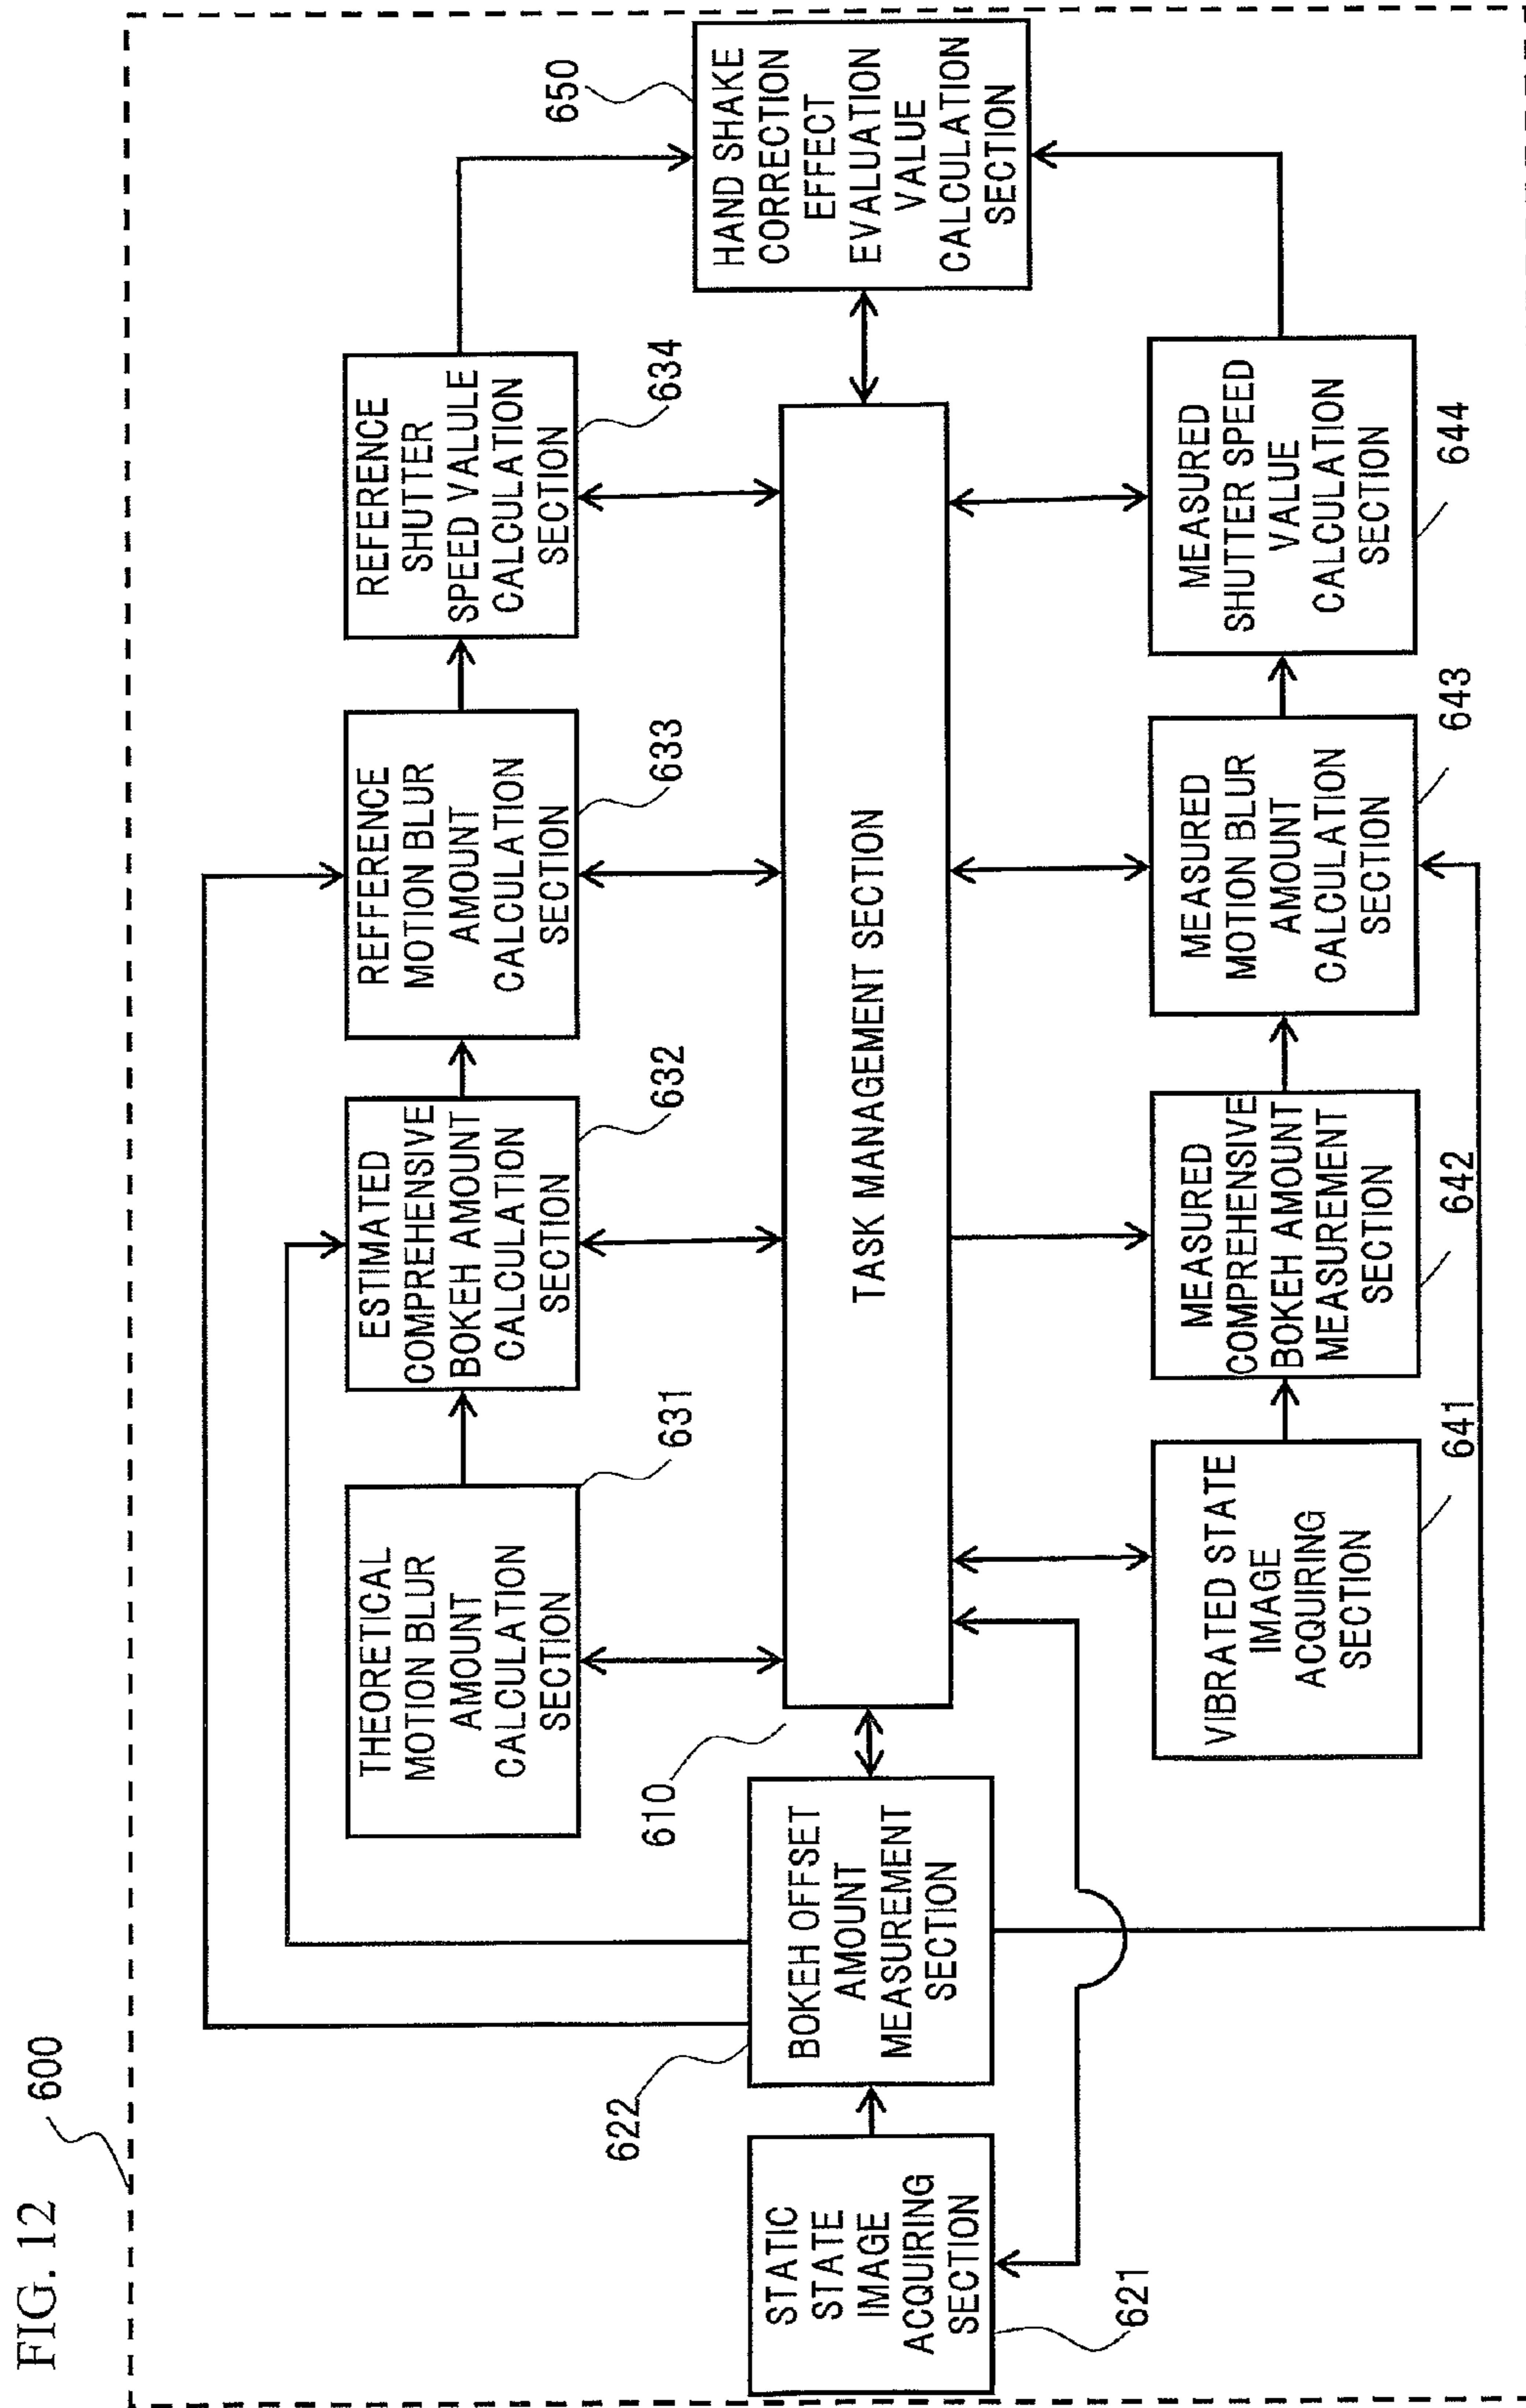 FIG. 12
600
STATIC
STATE
IMAGE
ACQUIRING
SECTION
621
BOKEH OFFSET
AMOUNT
MEASUREMENT
SECTION
622
610
TASK MANAGEMENT SECTION
THEORETICAL
MOTION BLUR
AMOUNT
CALCULATION
SECTION
631
ESTIMATED
COMPREHENSIVE
BOKEH AMOUNT
CALCULATION
SECTION
632
REFFERENCE
MOTION BLUR
AMOUNT
CALCULATION
SECTION
633
REFERENCE
SHUTTER
SPEED VALULE
CALCULATION
SECTION
634
VIBRATED STATE
IMAGE
ACQUIRING
SECTION
641
MEASURED
COMPREHENSIVE
BOKEH AMOUNT
MEASUREMENT
SECTION
642
MEASURED
MOTION BLUR
AMOUNT
CALCULATION
SECTION
643
MEASURED
SHUTTER SPEED
VALUE
CALCULATION
SECTION
644
HAND SHAKE
CORRECTION
EFFECT
EVALUATION
VALUE
CALCULATION
SECTION
650